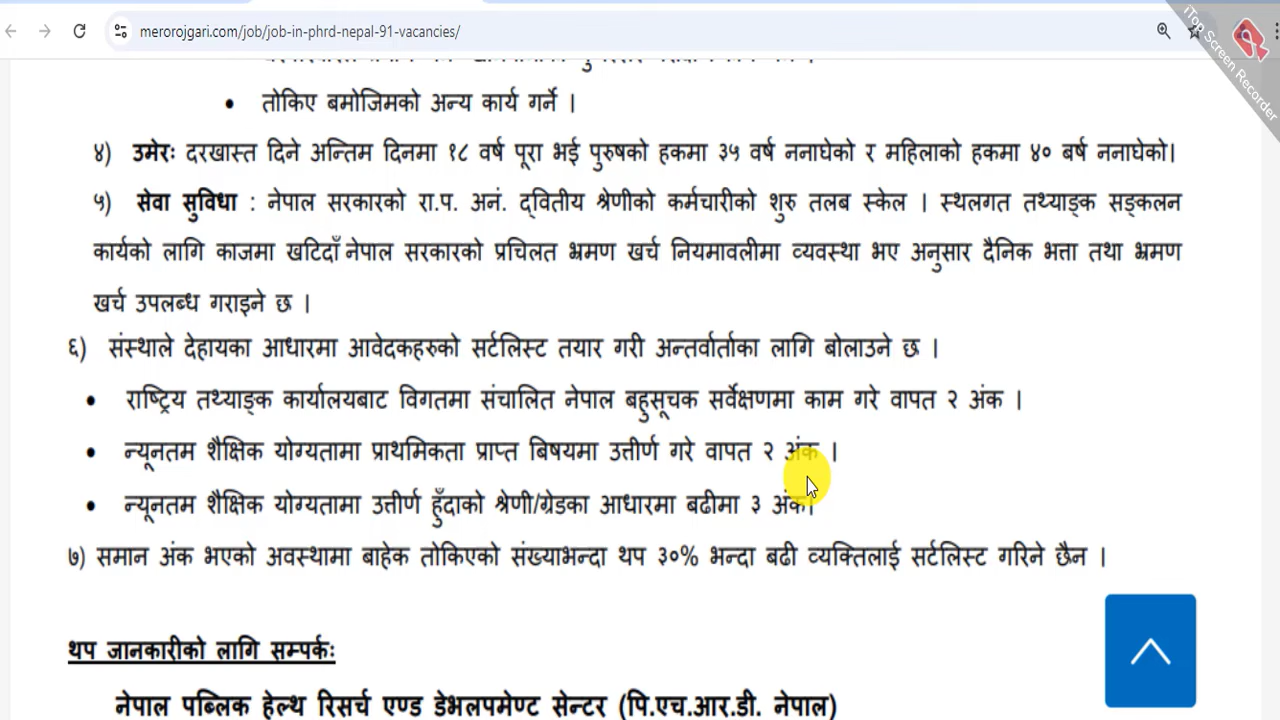 merorojgari.com/job/job-in-phrd-nepal-91-vacancies/
iTop Screen Recorder
• तोकिए बमोजिमको अन्य कार्य गर्ने ।
४) उमेरः दरखास्त दिने अन्तिम दिनमा १८ वर्ष पूरा भई पुरुषको हकमा ३५ वर्ष ननाघेको र महिलाको हकमा ४० बर्ष ननाघेको।
५) सेवा सुविधा : नेपाल सरकारको रा.प. अनं. द्वितीय श्रेणीको कर्मचारीको शुरु तलब स्केल । स्थलगत तथ्याङ्क सङ्कलन
कार्यको लागि काजमा खटिदाँ नेपाल सरकारको प्रचिलत भ्रमण खर्च नियमावलीमा व्यवस्था भए अनुसार दैनिक भत्ता तथा भ्रमण
खर्च उपलब्ध गराइने छ ।
६) संस्थाले देहायका आधारमा आवेदकहरुको सर्टलिस्ट तयार गरी अन्तर्वार्ताका लागि बोलाउने छ ।
• राष्ट्रिय तथ्याङ्क कार्यालयबाट विगतमा संचालित नेपाल बहुसूचक सर्वेक्षणमा काम गरे वापत २ अंक ।
• न्यूनतम शैक्षिक योग्यतामा प्राथमिकता प्राप्त बिषयमा उत्तीर्ण गरे वापत २ अंक ।
• न्यूनतम शैक्षिक योग्यतामा उत्तीर्ण हुँदाको श्रेणी/ग्रेडका आधारमा बढीमा ३ अंक।
७) समान अंक भएको अवस्थामा बाहेक तोकिएको संख्याभन्दा थप ३०% भन्दा बढी व्यक्तिलाई सर्टलिस्ट गरिने छैन ।
थप जानकारीको लागि सम्पर्कः
नेपाल पब्लिक हेल्थ रिसर्च एण्ड डेभलपमेण्ट सेन्टर (पि.एच.आर.डी. नेपाल)